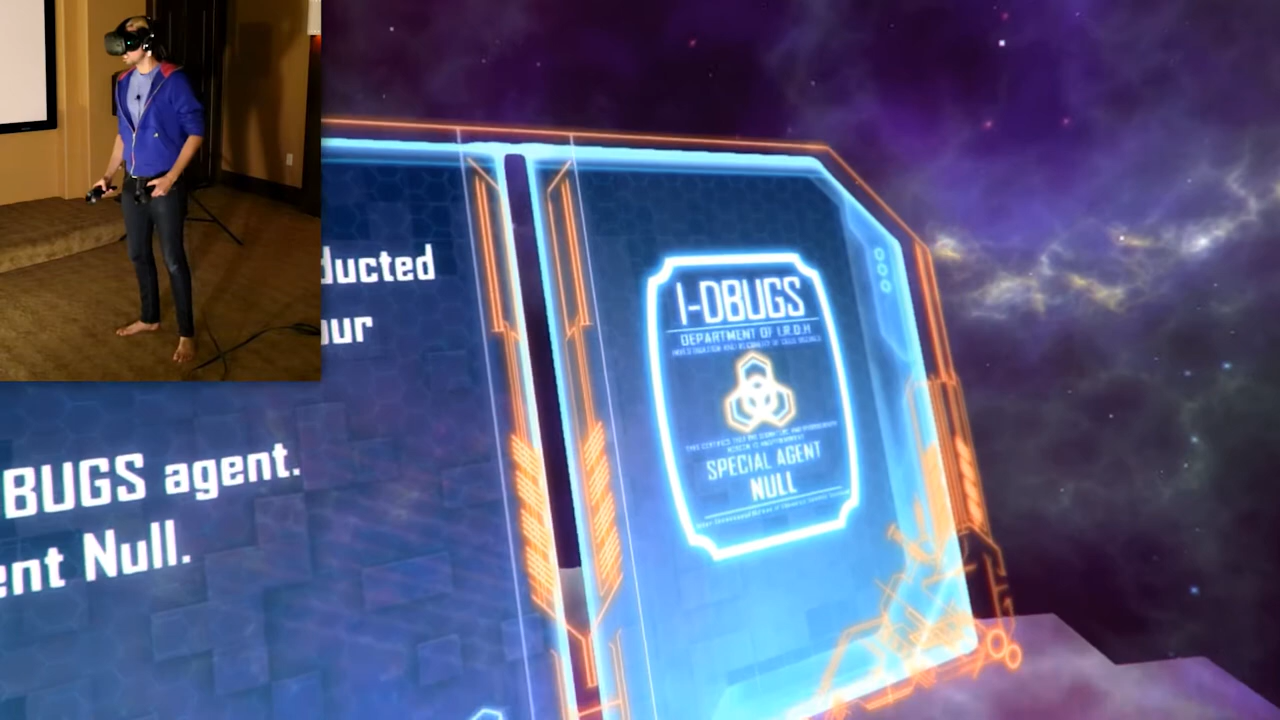 ducted
our
BUGS agent.
ent Null.
I-DBUGS
DEPARTMENT OF I.R.D.H
SPECIAL AGENT
NULL